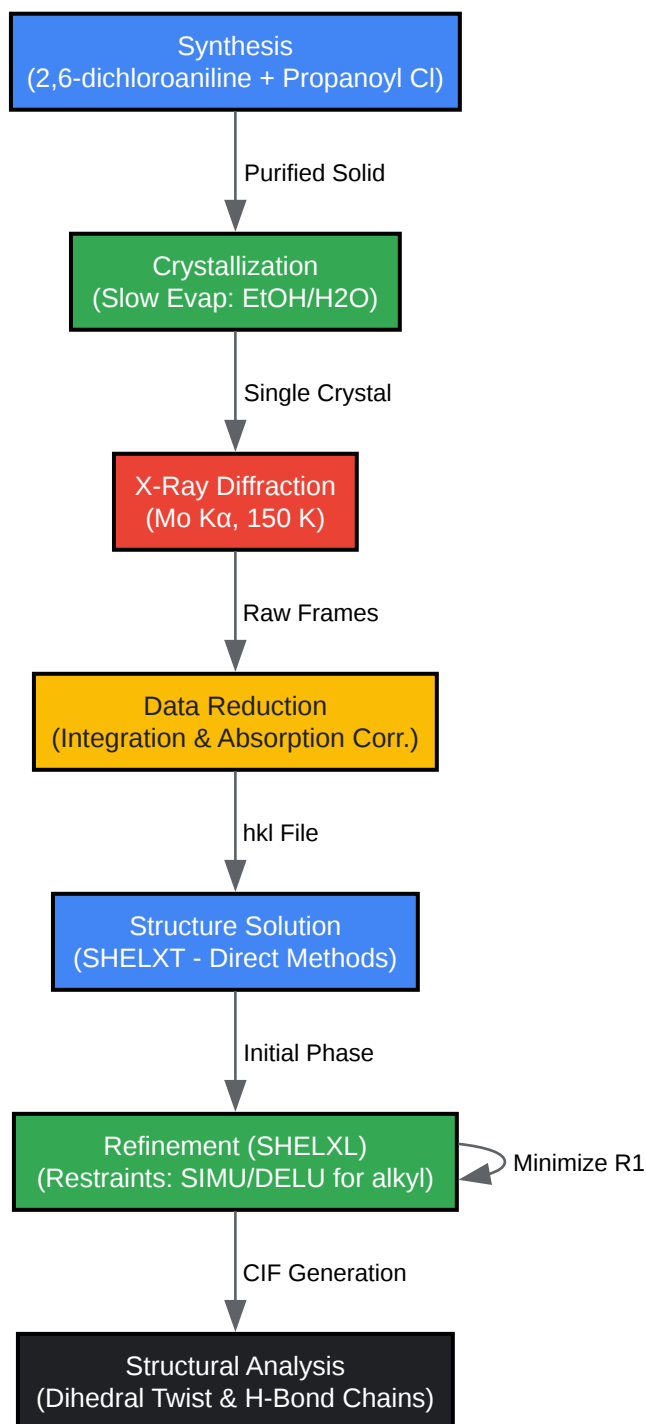 Synthesis
(2,6-dichloroaniline + Propanoyl Cl)
Purified Solid
Crystallization
(Slow Evap: EtOH/H2O)
Single Crystal
X-Ray Diffraction
(Mo Kα, 150 K)
Raw Frames
Data Reduction
(Integration & Absorption Corr.)
hkl File
Structure Solution
(SHELXT - Direct Methods)
Initial Phase
Refinement (SHELXL)
(Restraints: SIMU/DELU for alkyl)
Minimize R1
CIF Generation
Structural Analysis
(Dihedral Twist & H-Bond Chains)